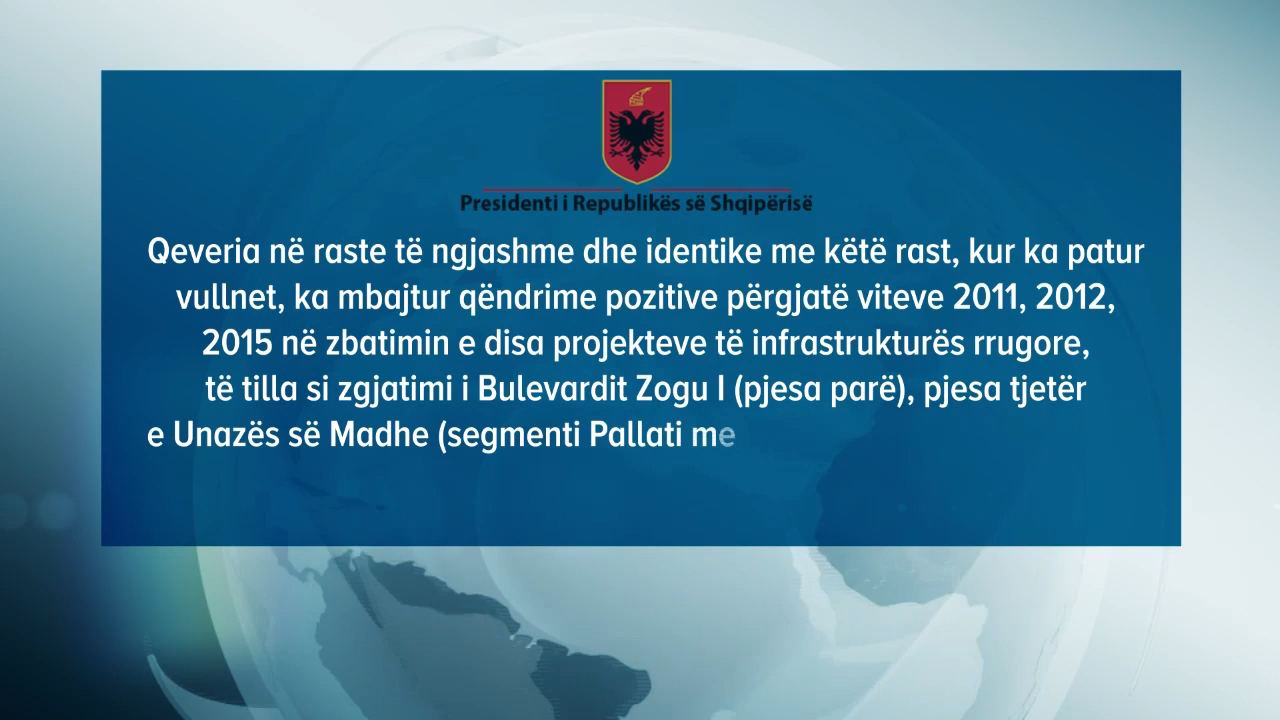 Presidenti i Republikës së Shqipërisë
Qeveria në raste të ngjashme dhe identike me këtë rast, kur ka patur
vullnet, ka mbajtur qëndrime pozitive përgjatë viteve 2011, 2012,
2015 në zbatimin e disa projekteve të infrastrukturës rrugore,
të tilla si zgjatimi i Bulevardit Zogu I (pjesa parë), pjesa tjetër
e Unazës së Madhe (segmenti Pallati me